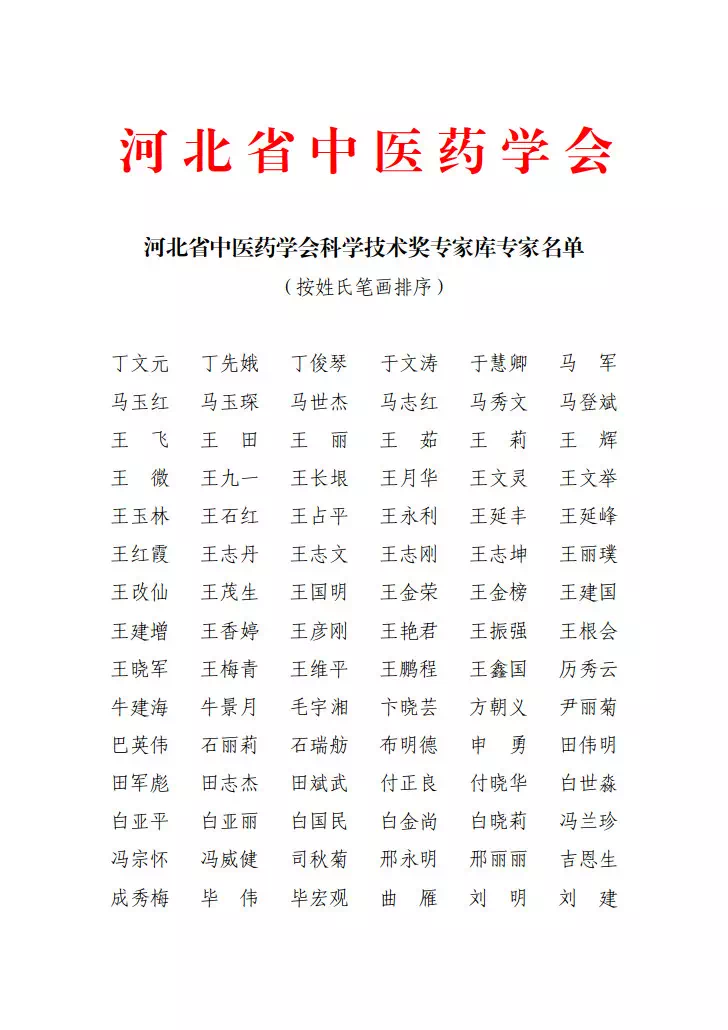 河北省中医药学会
河北省中医药学会科学技术奖专家库专家名单
（按姓氏笔画排序）
丁文元 丁先娥 丁俊琴 于文涛 于慧卿 马　军
马玉红 马玉琛 马世杰 马志红 马秀文 马登斌
王　飞 王　田 王　丽 王　茹 王　莉 王　辉
王　微 王九一 王长垠 王月华 王文灵 王文举
王玉林 王石红 王占平 王永利 王延丰 王延峰
王红霞 王志丹 王志文 王志刚 王志坤 王丽璞
王改仙 王茂生 王国明 王金荣 王金榜 王建国
王建增 王香婷 王彦刚 王艳君 王振强 王根会
王晓军 王梅青 王维平 王鹏程 王鑫国 历秀云
牛建海 牛景月 毛宇湘 卞晓芸 方朝义 尹丽菊
巴英伟 石丽莉 石瑞舫 布明德 申　勇 田伟明
田军彪 田志杰 田斌武 付正良 付晓华 白世淼
白亚平 白亚丽 白国民 白金尚 白晓莉 冯兰珍
冯宗怀 冯威健 司秋菊 邢永明 邢丽丽 吉恩生
成秀梅 毕　伟 毕宏观 曲　雁 刘　明 刘　建